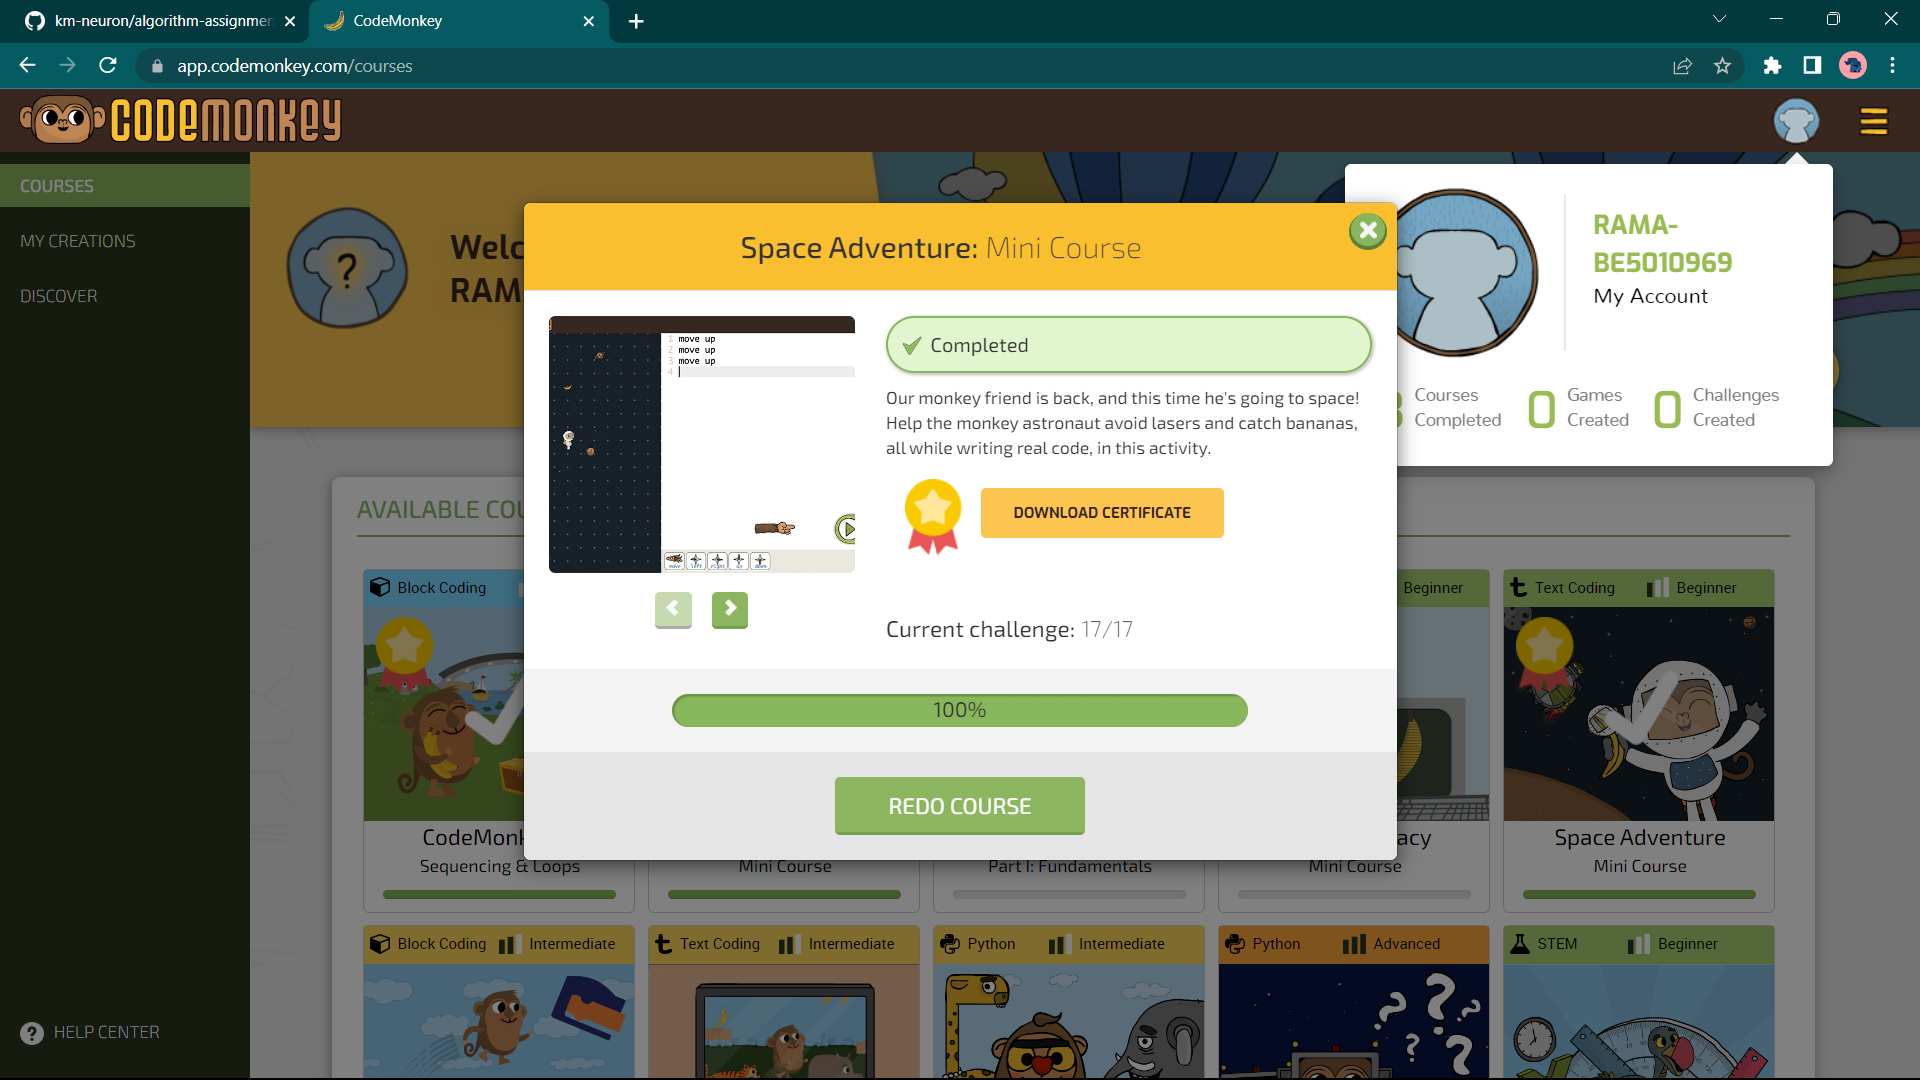 km-neuron/algorithm-assignmen
CodeMonkey
app.codemonkey.com/courses
CODEMONKEY
COURSES
MY CREATIONS
DISCOVER
HELP CENTER
Welc
RAM
?
RAMA-
BE5010969
My Account
Courses
Completed
0
Games
Created
0
Challenges
Created
Space Adventure: Mini Course
1 move up
2 move up
3 move up
4
move left right up down
Completed
Our monkey friend is back, and this time he's going to space!
Help the monkey astronaut avoid lasers and catch bananas,
all while writing real code, in this activity.
DOWNLOAD CERTIFICATE
Current challenge: 17/17
100%
REDO COURSE
AVAILABLE COU
Block Coding
Beginner
Text Coding Beginner
CodeMonk
Sequencing & Loops
Mini Course
Part I: Fundamentals
acy
Mini Course
Space Adventure
Mini Course
Block Coding Intermediate
Text Coding Intermediate
Python Intermediate
Python Advanced
STEM Beginner
? ? ? ? ?